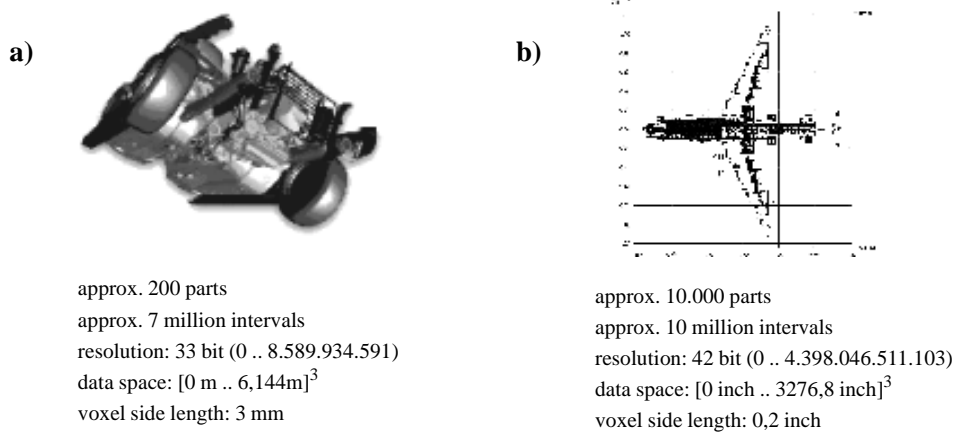 a)
b)
approx. 200 parts
approx. 7 million intervals
resolution: 33 bit (0 .. 8.589.934.591)
data space: [0 m .. 6,144m]3
voxel side length: 3 mm
approx. 10.000 parts
approx. 10 million intervals
resolution: 42 bit (0 .. 4.398.046.511.103)
data space: [0 inch .. 3276,8 inch]3
voxel side length: 0,2 inch